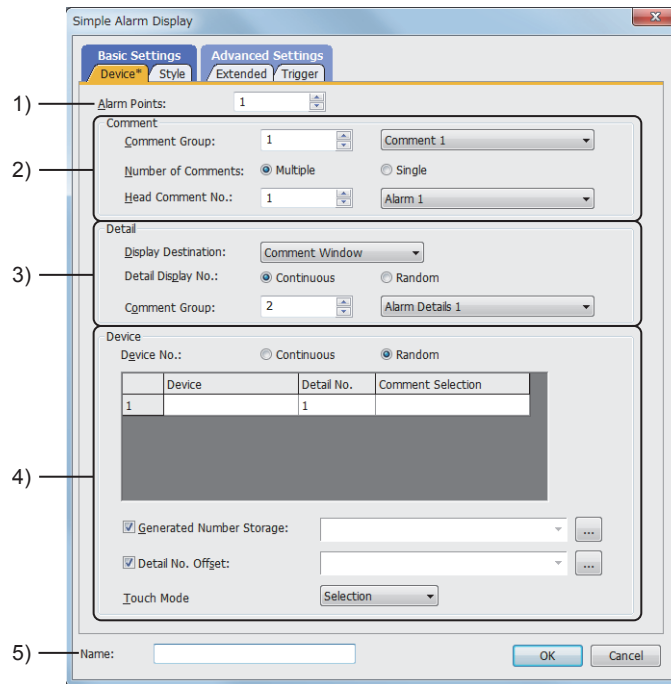 Simple Alarm Display
Basic Settings Advanced Settings
Device* Style Extended Trigger
1) Alarm Points: 1
Comment
2) Comment Group: 1 Comment 1
Number of Comments: Multiple Single
Head Comment No.: 1 Alarm 1
Detail
Display Destination: Comment Window
3) Detail Display No.: Continuous Random
Comment Group: 2 Alarm Details 1
Device
Device No.: Continuous Random
Device Detail No. Comment Selection
1 1
4)
Generated Number Storage: ...
Detail No. Offset: ...
Touch Mode Selection
5) Name: OK Cancel